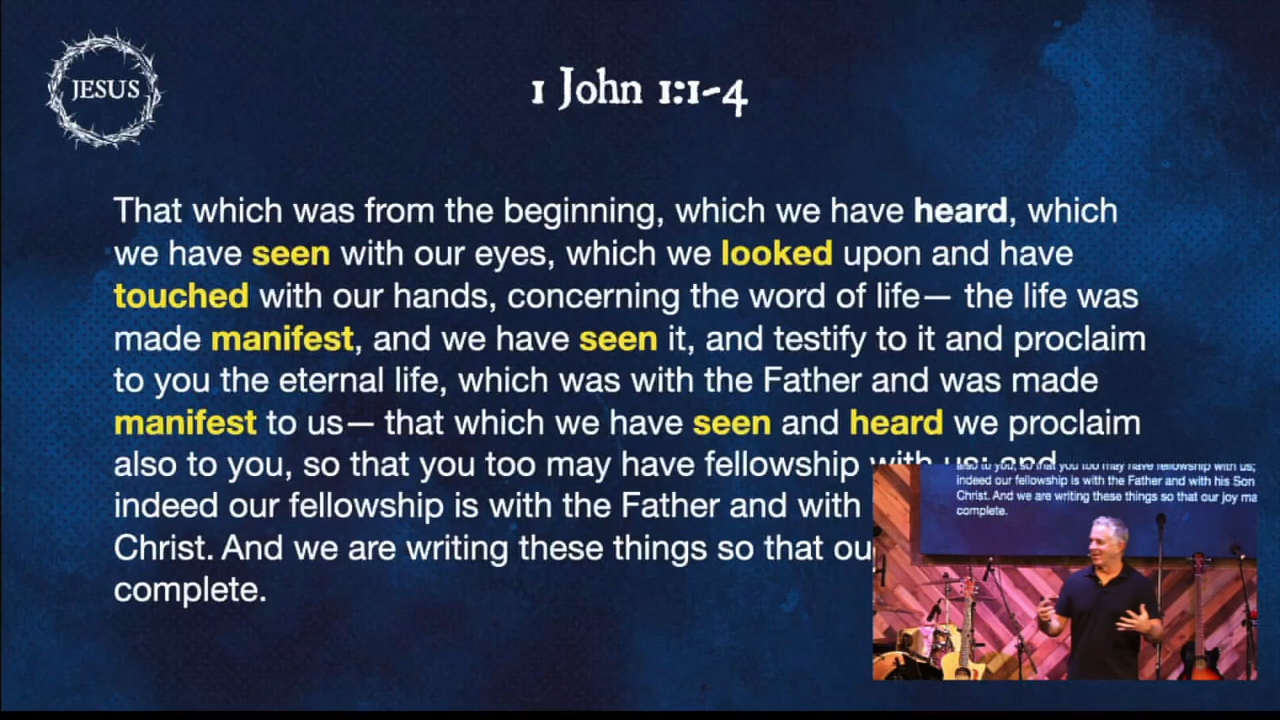 JESUS
1 John 1:1-4
That which was from the beginning, which we have heard, which
we have seen with our eyes, which we looked upon and have
touched with our hands, concerning the word of life— the life was
made manifest, and we have seen it, and testify to it and proclaim
to you the eternal life, which was with the Father and was made
manifest to us— that which we have seen and heard we proclaim
also to you, so that you too may have fellowship with us; and
indeed our fellowship is with the Father and with
Christ. And we are writing these things so that ou
complete.
also to you, so that you too may have fellowship with us;
indeed our fellowship is with the Father and with his Son
Christ. And we are writing these things so that our joy ma
complete.